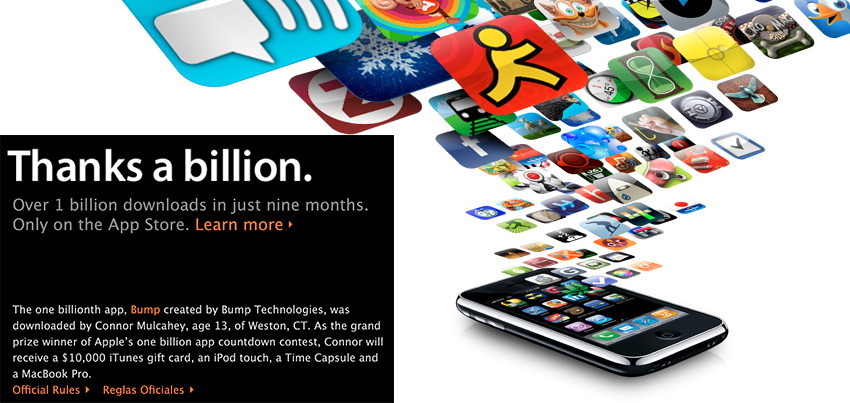 Thanks a billion.
Over 1 billion downloads in just nine months.
Only on the App Store. Learn more
The one billionth app, Bump created by Bump Technologies, was
downloaded by Connor Mulcahey, age 13, of Weston, CT. As the grand
prize winner of Apple’s one billion app countdown contest, Connor will
receive a $10,000 iTunes gift card, an iPod touch, a Time Capsule and
a MacBook Pro.
Official Rules Reglas Oficiales
45°